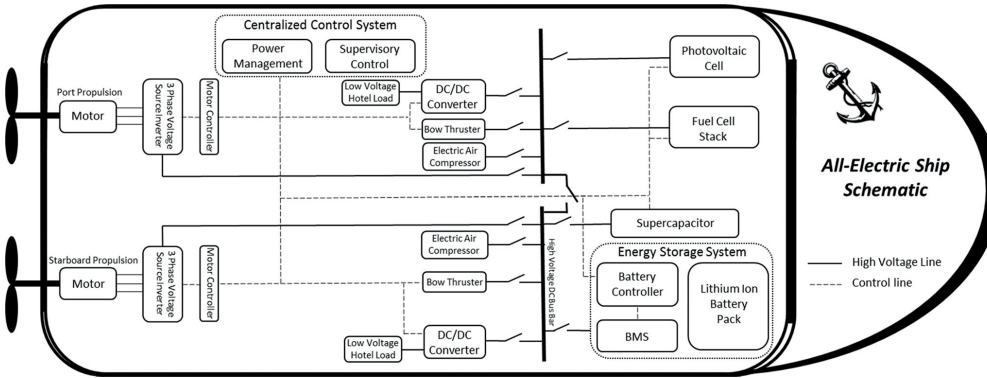 Centralized Control System
Power
Management
Supervisory
Control
Photovoltaic
Cell
Port Propulsion
Motor
3 Phase Voltage
Source Inverter
Motor Controller
Low Voltage
Hotel Load
DC/DC
Converter
Bow Thruster
Electric Air
Compressor
Fuel Cell
Stack
All-Electric Ship
Schematic
Supercapacitor
Starboard Propulsion
Motor
3 Phase Voltage
Source Inverter
Motor Controller
Electric Air
Compressor
Bow Thruster
Low Voltage
Hotel Load
DC/DC
Converter
High Voltage DC Bus Bar
Energy Storage System
Battery
Controller
BMS
Lithium Ion
Battery
Pack
High Voltage Line
Control line